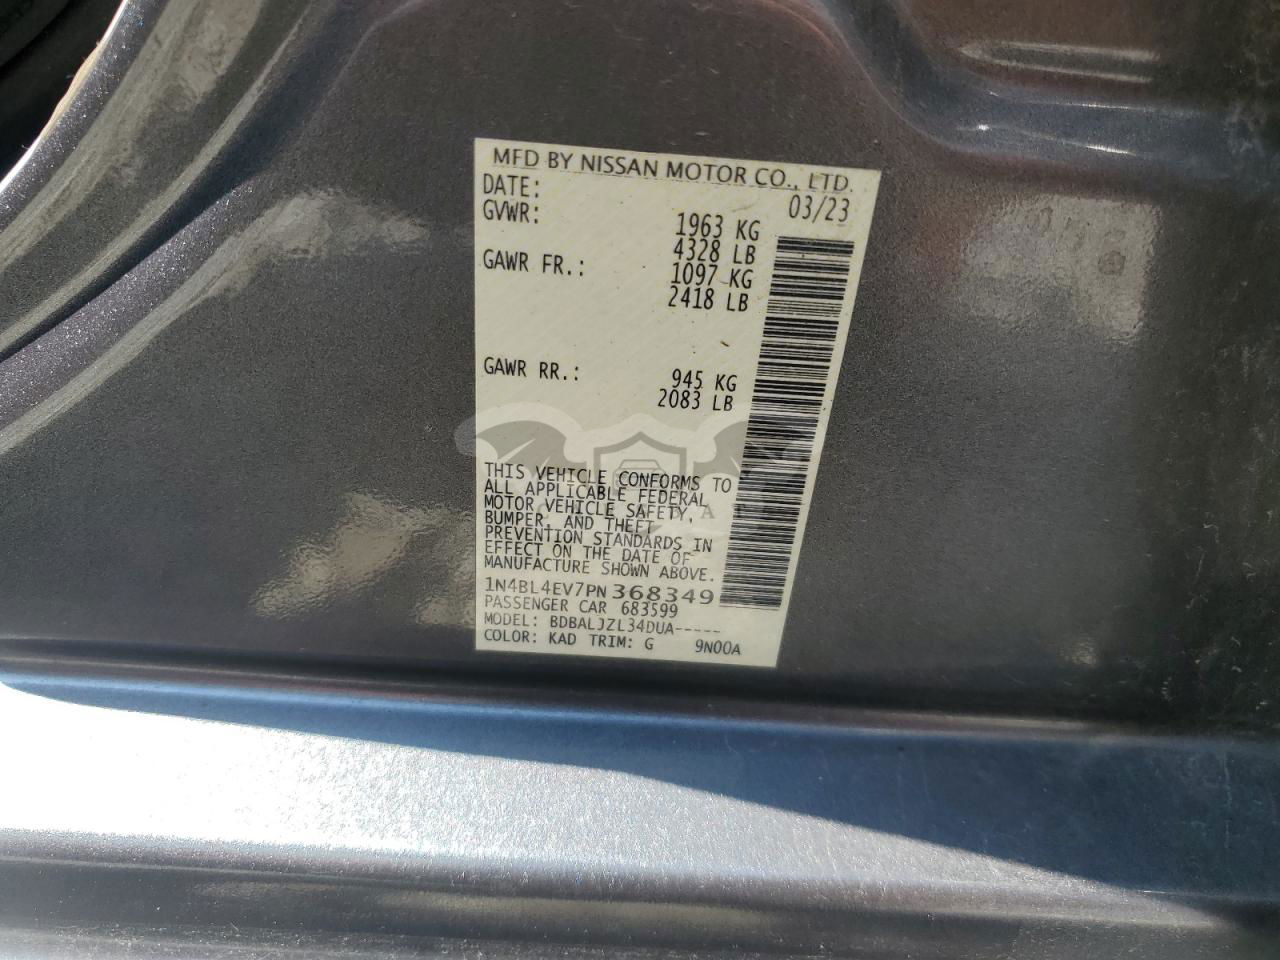 MFD BY NISSAN MOTOR CO., LTD.
DATE: 03/23
GVWR: 1963 KG
4328 LB
GAWR FR.: 1097 KG
2418 LB
GAWR RR.: 945 KG
2083 LB
THIS VEHICLE CONFORMS TO
ALL APPLICABLE FEDERAL
MOTOR VEHICLE SAFETY,
BUMPER, AND THEFT
PREVENTION STANDARDS IN
EFFECT ON THE DATE OF
MANUFACTURE SHOWN ABOVE.
1N4BL4EV7PN368349
PASSENGER CAR 683599
MODEL: BDBALJZL34DUA-----
COLOR: KAD TRIM: G 9N00A